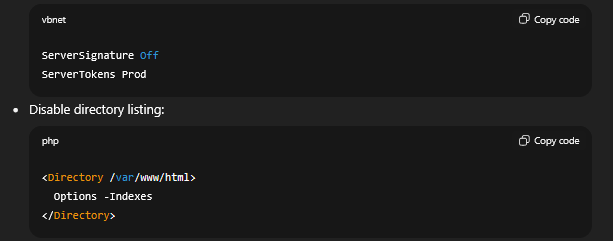 vbnet
Copy code
ServerSignature Off
ServerTokens Prod
• Disable directory listing:
php
Copy code
<Directory /var/www/html>
  Options -Indexes
</Directory>